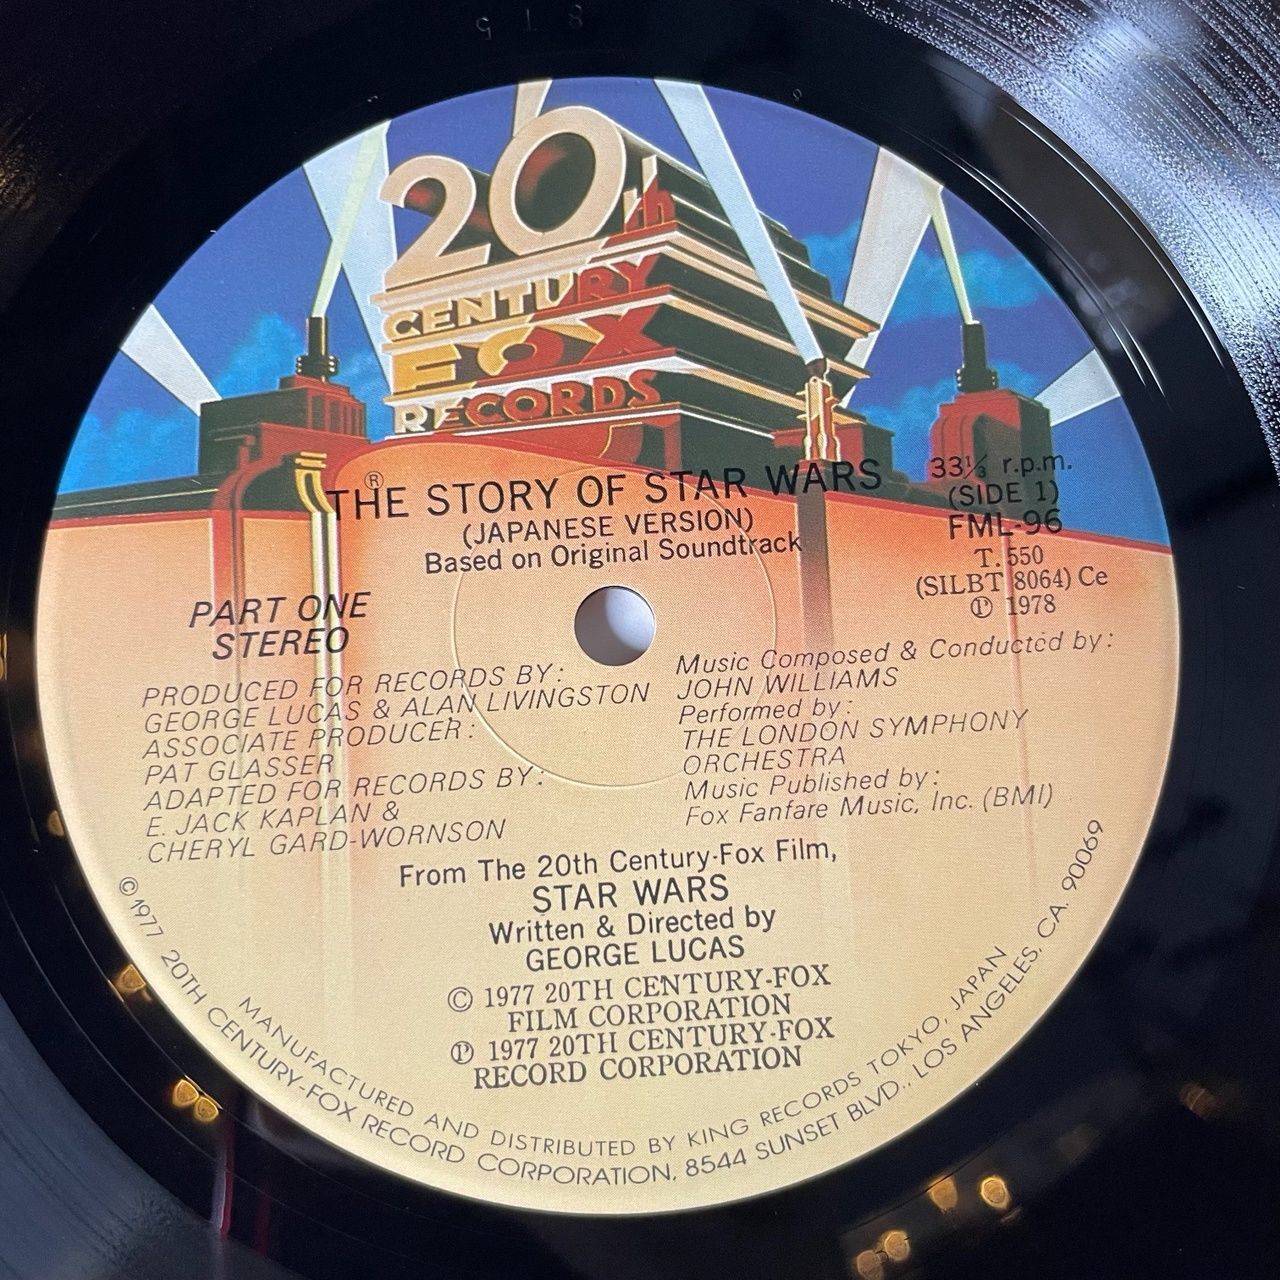 20th
CENTURY
FOX
RECORDS
®
THE STORY OF STAR WARS
(JAPANESE VERSION)
Based on Original Soundtrack
33⅓ r.p.m.
(SIDE 1)
FML-96
T. 550
(SILBT 8064) Ce
℗ 1978
PART ONE
STEREO
PRODUCED FOR RECORDS BY:
GEORGE LUCAS & ALAN LIVINGSTON
ASSOCIATE PRODUCER:
PAT GLASSER
ADAPTED FOR RECORDS BY:
E. JACK KAPLAN &
CHERYL GARD-WORNSON
Music Composed & Conducted by:
JOHN WILLIAMS
Performed by:
THE LONDON SYMPHONY
ORCHESTRA
Music Published by:
Fox Fanfare Music, Inc. (BMI)
From The 20th Century-Fox Film,
STAR WARS
Written & Directed by
GEORGE LUCAS
© 1977 20TH CENTURY-FOX
FILM CORPORATION
℗ 1977 20TH CENTURY-FOX
RECORD CORPORATION
MANUFACTURED AND DISTRIBUTED BY KING RECORDS TOKYO, JAPAN
© 1977 20TH CENTURY-FOX RECORD CORPORATION, 8544 SUNSET BLVD., LOS ANGELES, CA. 90069